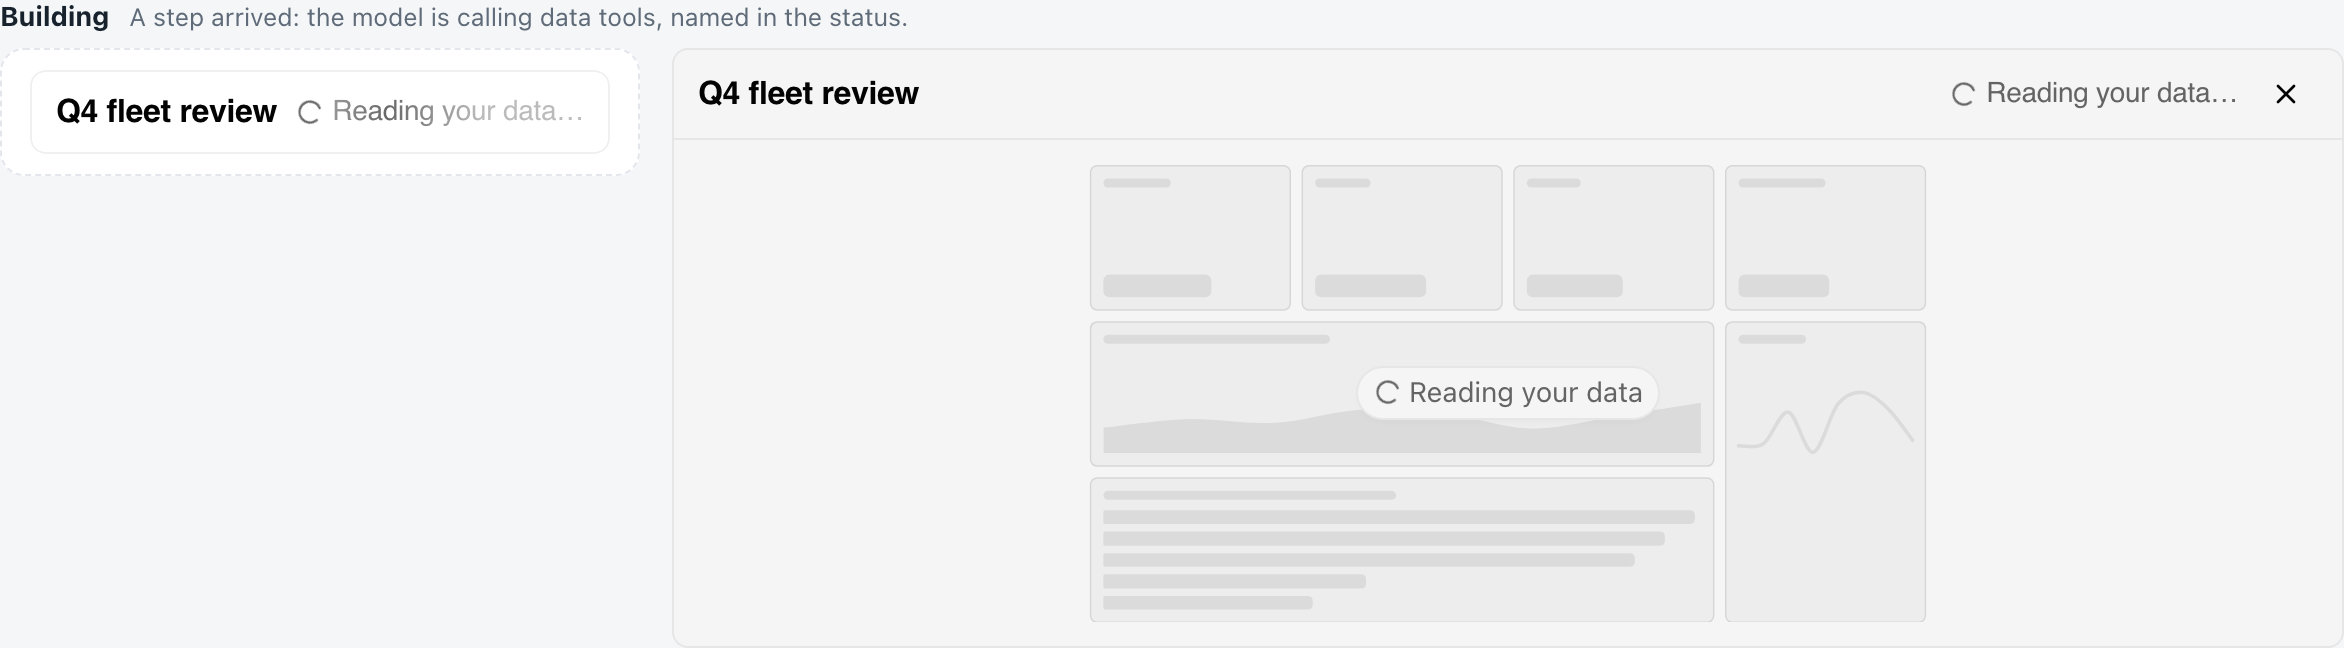 Building A step arrived: the model is calling data tools, named in the status.
Q4 fleet review Reading your data…
Q4 fleet review Reading your data…
Reading your data